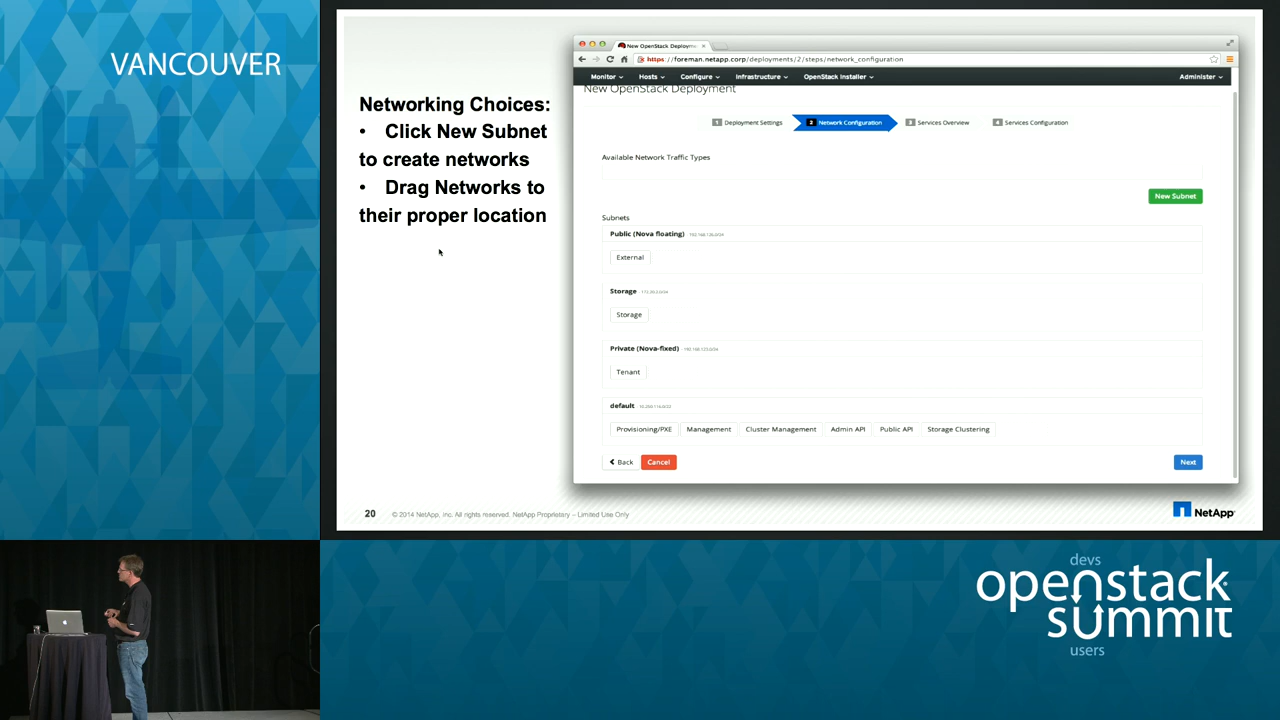 VANCOUVER
Networking Choices:
• Click New Subnet
to create networks
• Drag Networks to
their proper location
New OpenStack Deployme
https://foreman.netapp.corp/deployments/2/steps/network_configuration
Monitor Hosts Configure Infrastructure OpenStack Installer Administer
New OpenStack Deployment
1 Deployment Settings 2 Network Configuration 3 Services Overview 4 Services Configuration
Available Network Traffic Types
New Subnet
Subnets
Public (Nova floating)
External
Storage
Storage
Private (Nova-fixed)
Tenant
default
Provisioning/PXE Management Cluster Management Admin API Public API Storage Clustering
Back Cancel Next
20 © 2014 NetApp, Inc. All rights reserved. NetApp Proprietary – Limited Use Only
NetApp
devs
openstack
summit
users